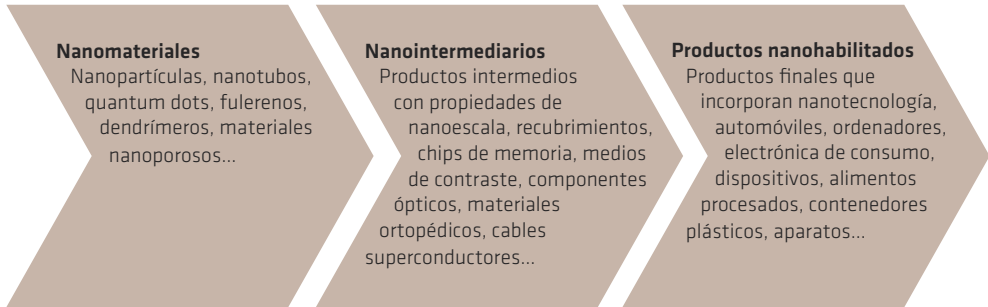 Nanomateriales
Nanopartículas, nanotubos,
quantum dots, fulerenos,
dendrímeros, materiales
nanoporosos...
Nanointermediarios
Productos intermedios
con propiedades de
nanoescala, recubrimientos,
chips de memoria, medios
de contraste, componentes
ópticos, materiales
ortopédicos, cables
superconductores...
Productos nanohabilitados
Productos finales que
incorporan nanotecnología,
automóviles, ordenadores,
electrónica de consumo,
dispositivos, alimentos
procesados, contenedores
plásticos, aparatos...